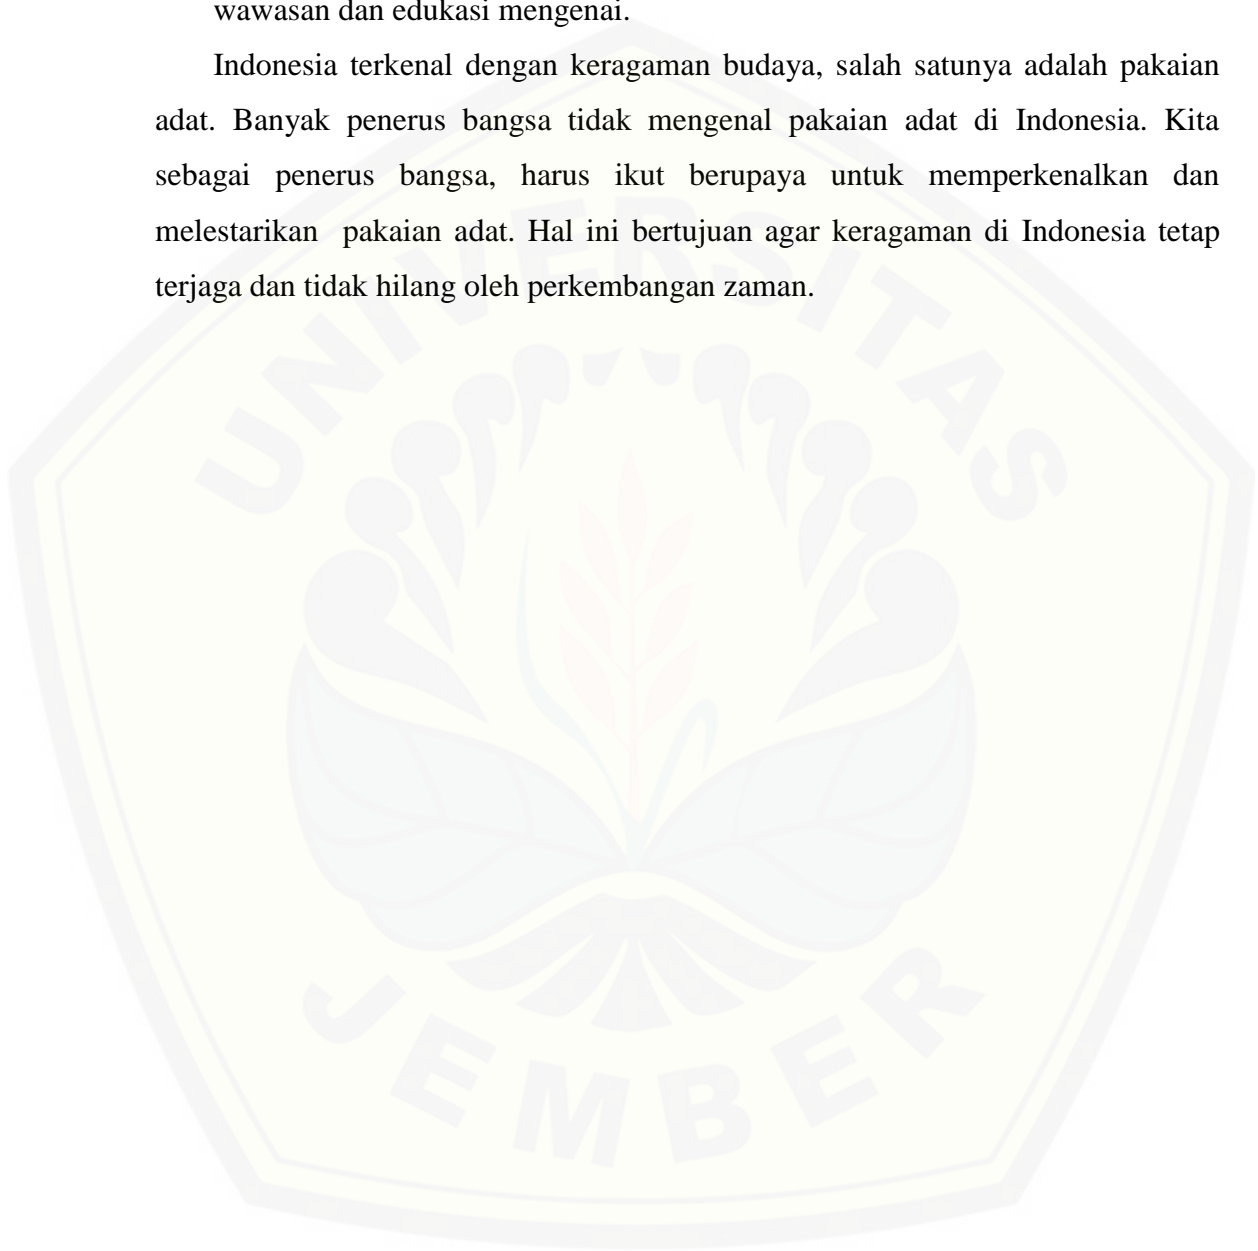 wawasan dan edukasi mengenai.
Indonesia terkenal dengan keragaman budaya, salah satunya adalah pakaian
adat. Banyak penerus bangsa tidak mengenal pakaian adat di Indonesia. Kita
sebagai penerus bangsa, harus ikut berupaya untuk memperkenalkan dan
melestarikan pakaian adat. Hal ini bertujuan agar keragaman di Indonesia tetap
terjaga dan tidak hilang oleh perkembangan zaman.
UNIVERSITAS
JEMBER